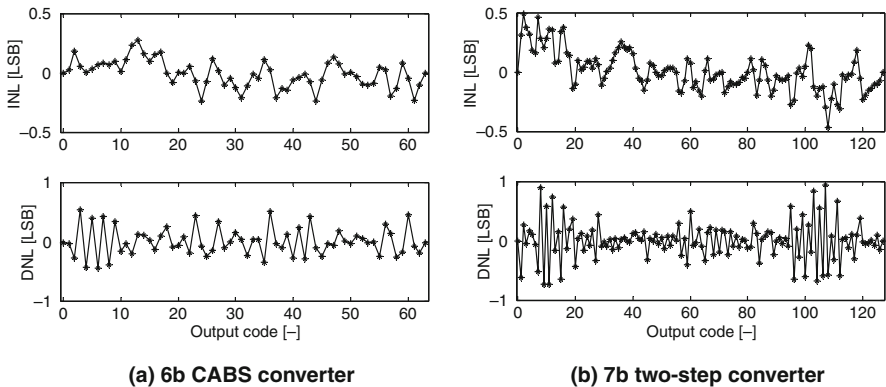 0.5
0
−0.5
INL [LSB]
0 10 20 30 40 50 60
1
0
−1
DNL [LSB]
0 10 20 30 40 50 60
Output code [–]
(a) 6b CABS converter
0.5
0
−0.5
INL [LSB]
0 20 40 60 80 100 120
1
0
−1
DNL [LSB]
0 20 40 60 80 100 120
Output code [–]
(b) 7b two-step converter